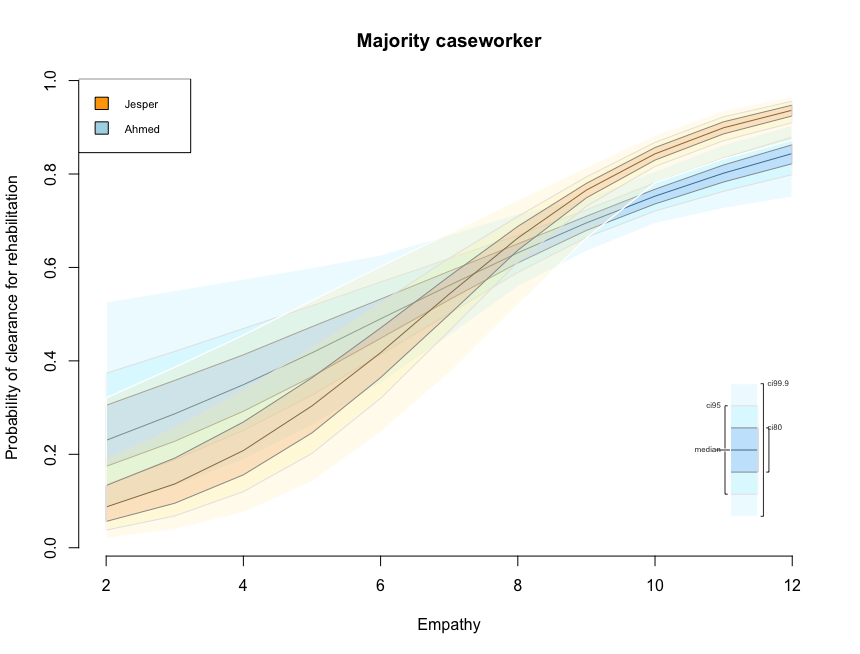 Majority caseworker
Probability of clearance for rehabilitation
1.0
0.8
0.6
0.4
0.2
0.0
Jesper
Ahmed
ci99.9
ci95
ci80
median
2 4 6 8 10 12
Empathy